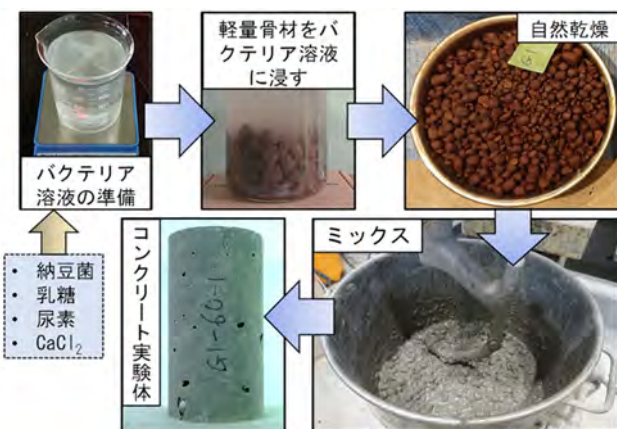 バクテリア
溶液の準備
軽量骨材をバ
クテリア溶液
に浸す
自然乾燥
ミックス
コンクリート実験体
・ 納豆菌
・ 乳糖
・ 尿素
・ CaCl₂